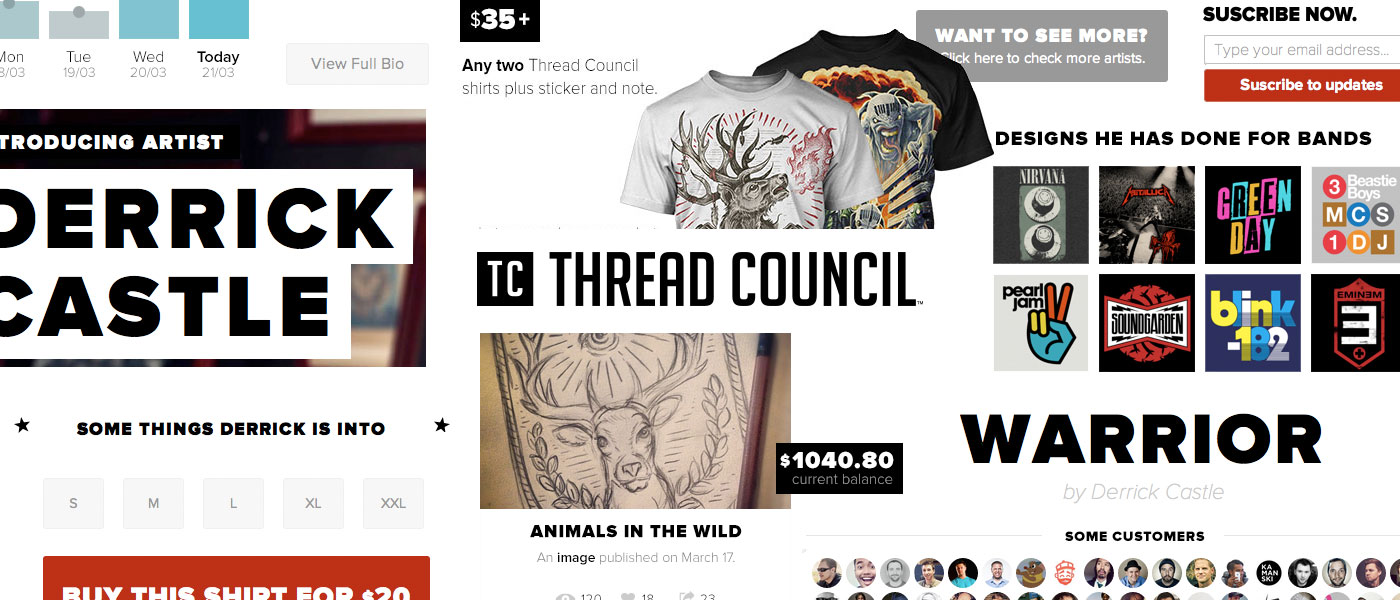 Mon
Tue
Wed
Today
18/03
19/03
20/03
21/03
View Full Bio
TRODUCING ARTIST
DERRICK
CASTLE
SOME THINGS DERRICK IS INTO
S
M
L
XL
XXL
BUY THIS SHIRT FOR $20
$35+
Any two Thread Council
shirts plus sticker and note.
TC THREAD COUNCIL™
$1040.80
current balance
ANIMALS IN THE WILD
An image published on March 17.
120
18
23
WANT TO SEE MORE?
Click here to check more artists.
SUSCRIBE NOW.
Type your email address...
Suscribe to updates
DESIGNS HE HAS DONE FOR BANDS
NIRVANA
METALLICA
GREEN
DAY
3 Beastie
Boys
MCS
1DJ
pearl
jam
SOUNDGARDEN
blink
-182
EMINEM
WARRIOR
by Derrick Castle
SOME CUSTOMERS
KA
MAN
SKI